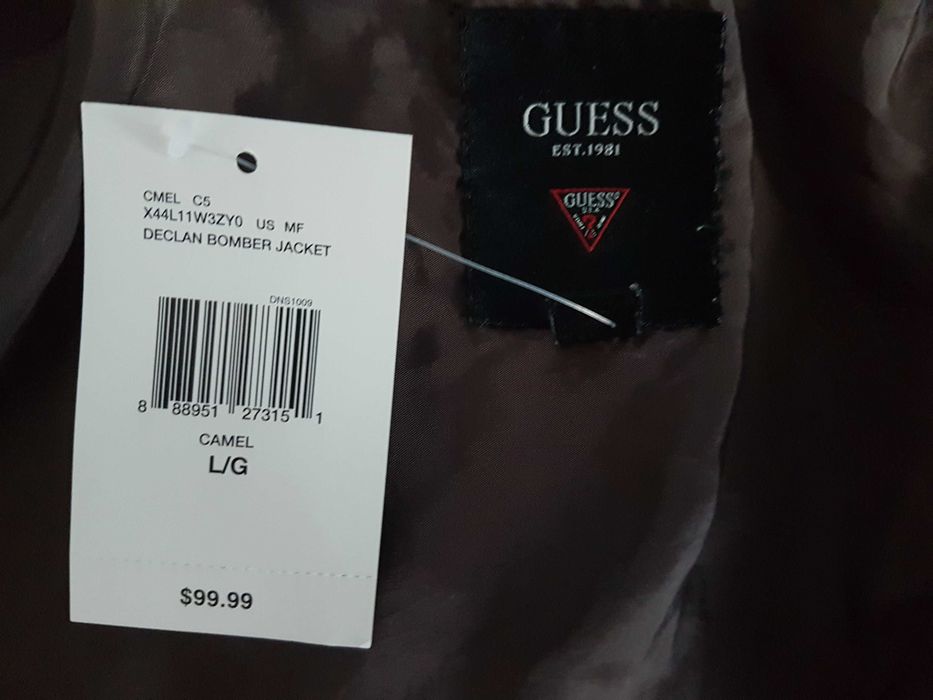 CMEL C5
X44L11W3ZY0 US MF
DECLAN BOMBER JACKET
DNS1009
8 88951 27315 1
CAMEL
L/G
$99.99
GUESS
EST.1981
GUESS
U.S.A.
?